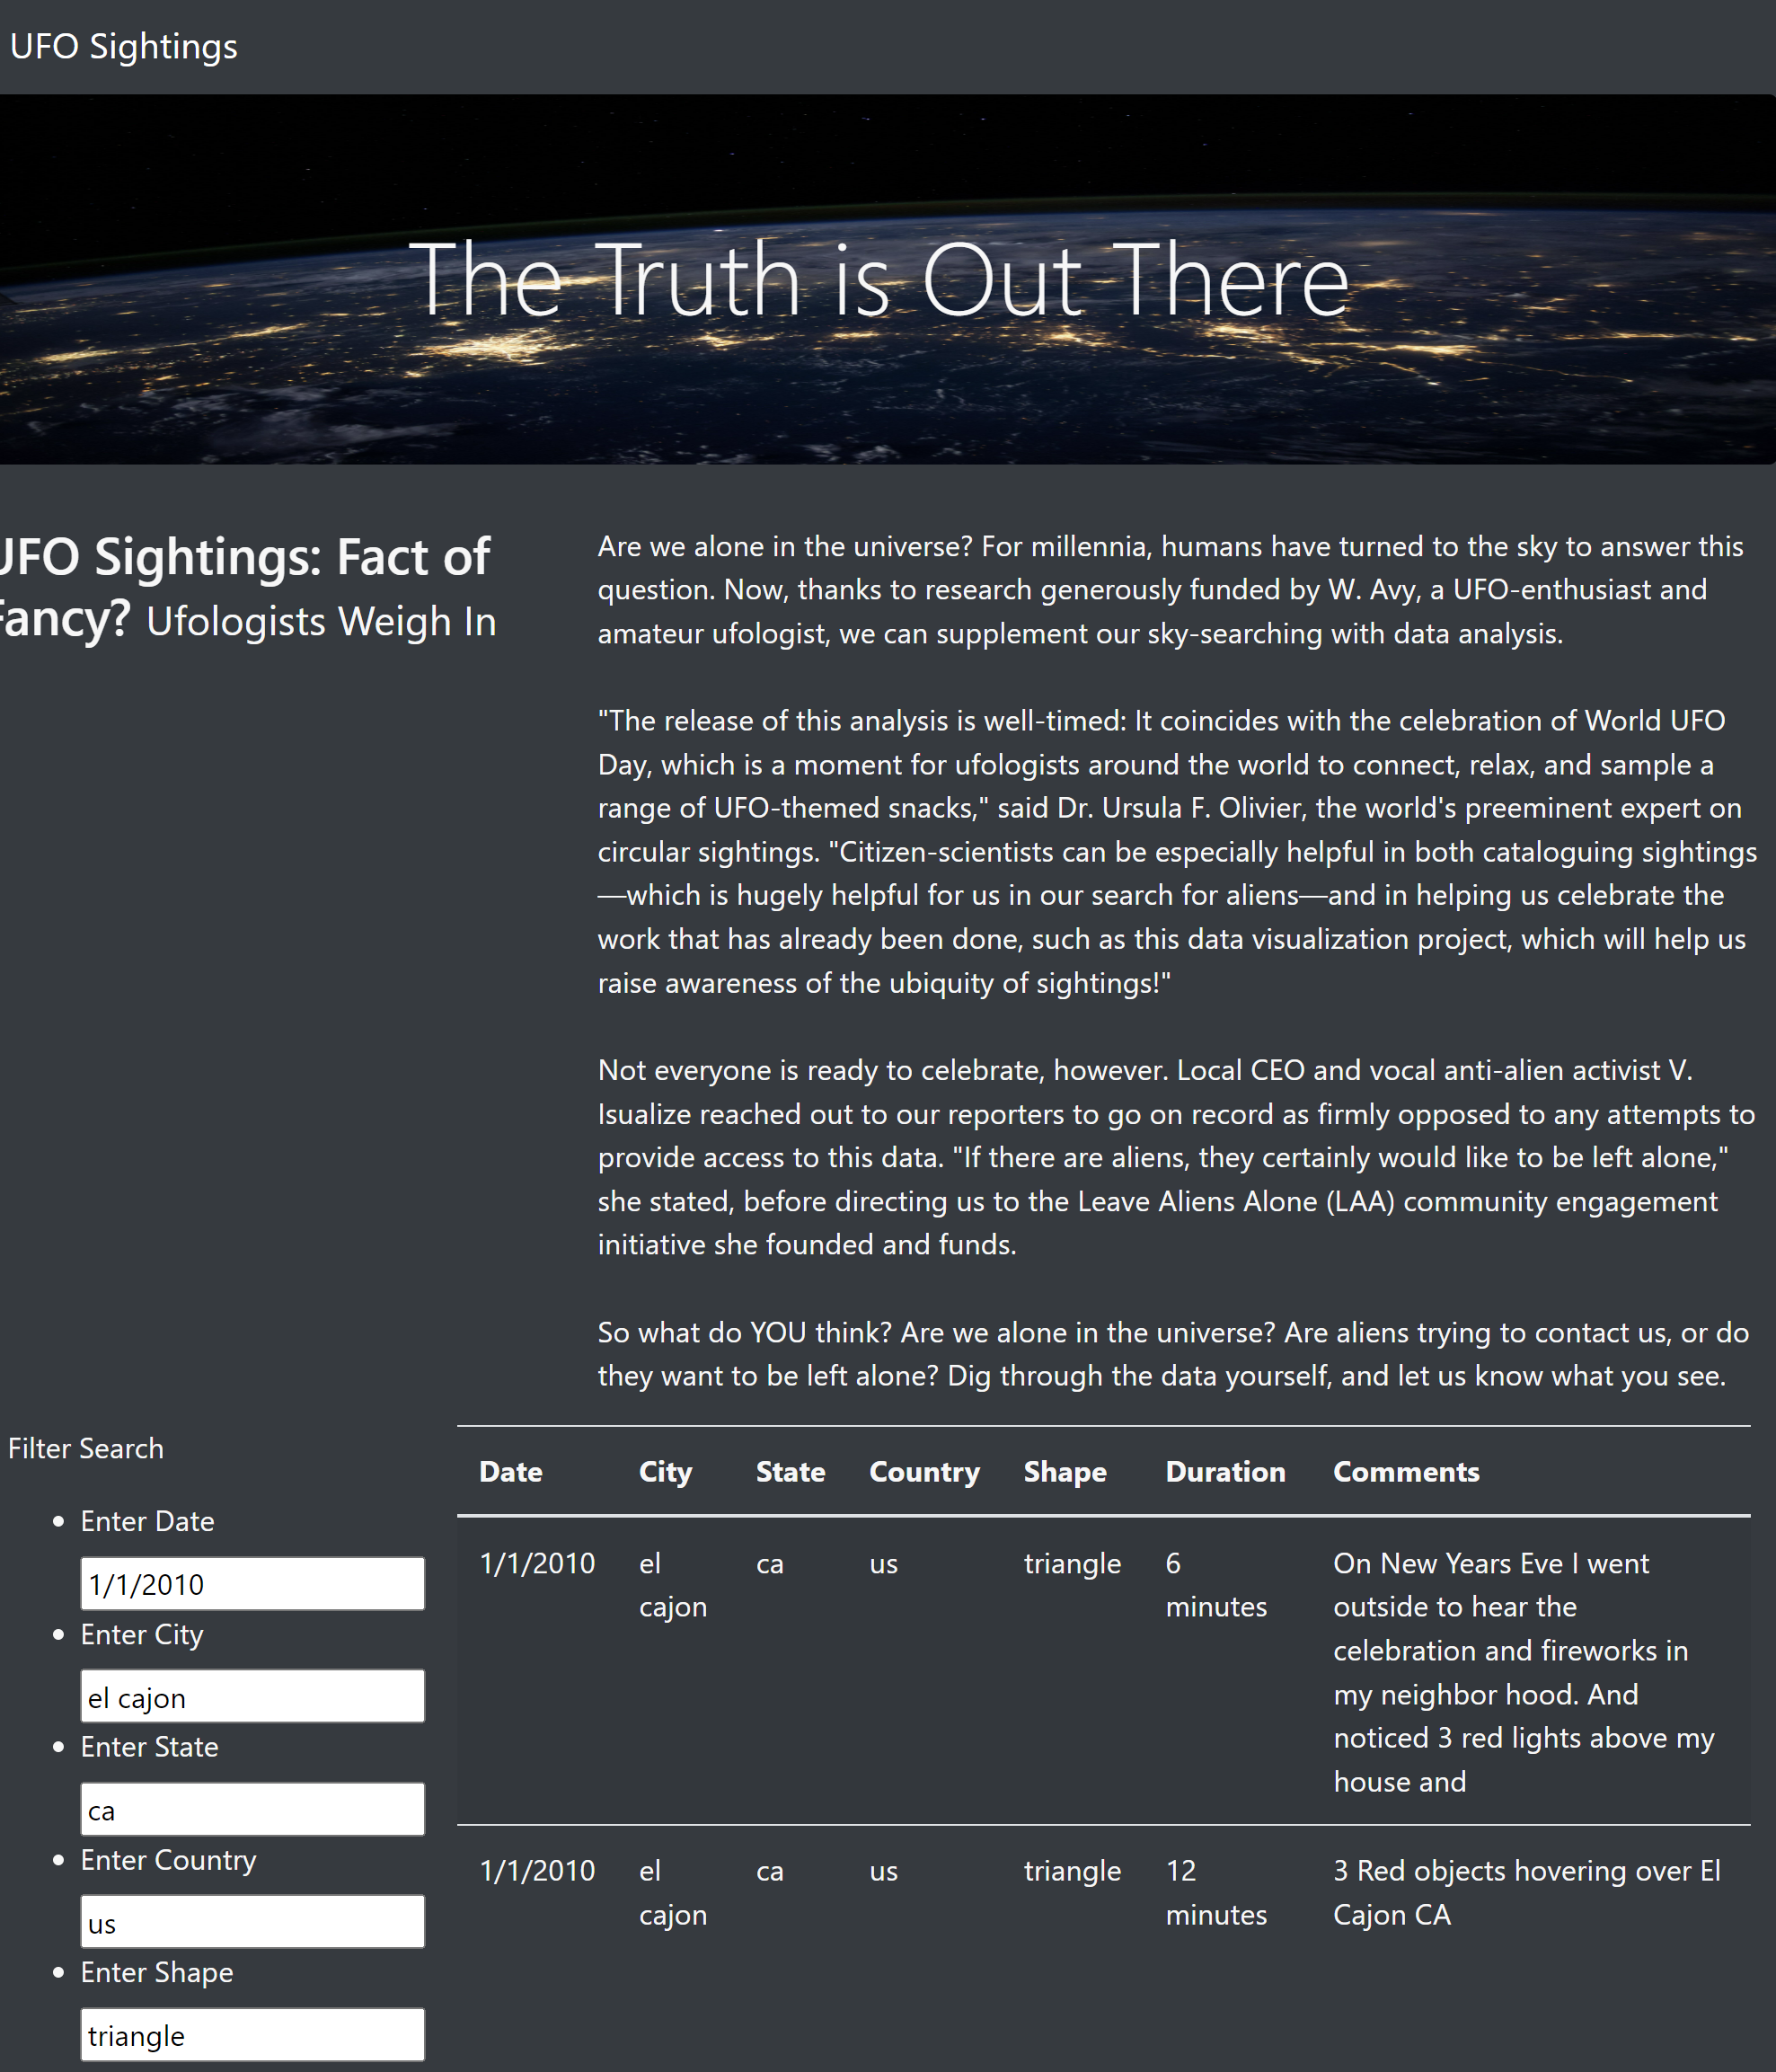 UFO Sightings
The Truth is Out There
UFO Sightings: Fact of
Fancy? Ufologists Weigh In
Are we alone in the universe? For millennia, humans have turned to the sky to answer this
question. Now, thanks to research generously funded by W. Avy, a UFO-enthusiast and
amateur ufologist, we can supplement our sky-searching with data analysis.
"The release of this analysis is well-timed: It coincides with the celebration of World UFO
Day, which is a moment for ufologists around the world to connect, relax, and sample a
range of UFO-themed snacks," said Dr. Ursula F. Olivier, the world's preeminent expert on
circular sightings. "Citizen-scientists can be especially helpful in both cataloguing sightings
—which is hugely helpful for us in our search for aliens—and in helping us celebrate the
work that has already been done, such as this data visualization project, which will help us
raise awareness of the ubiquity of sightings!"
Not everyone is ready to celebrate, however. Local CEO and vocal anti-alien activist V.
Isualize reached out to our reporters to go on record as firmly opposed to any attempts to
provide access to this data. "If there are aliens, they certainly would like to be left alone,"
she stated, before directing us to the Leave Aliens Alone (LAA) community engagement
initiative she founded and funds.
So what do YOU think? Are we alone in the universe? Are aliens trying to contact us, or do
they want to be left alone? Dig through the data yourself, and let us know what you see.
Filter Search
Enter Date
1/1/2010
Enter City
el cajon
Enter State
ca
Enter Country
us
Enter Shape
triangle
Date City State Country Shape Duration Comments
1/1/2010 el ca us triangle 6 On New Years Eve I went
cajon minutes outside to hear the
celebration and fireworks in
my neighbor hood. And
noticed 3 red lights above my
house and
1/1/2010 el ca us triangle 12 3 Red objects hovering over El
cajon minutes Cajon CA